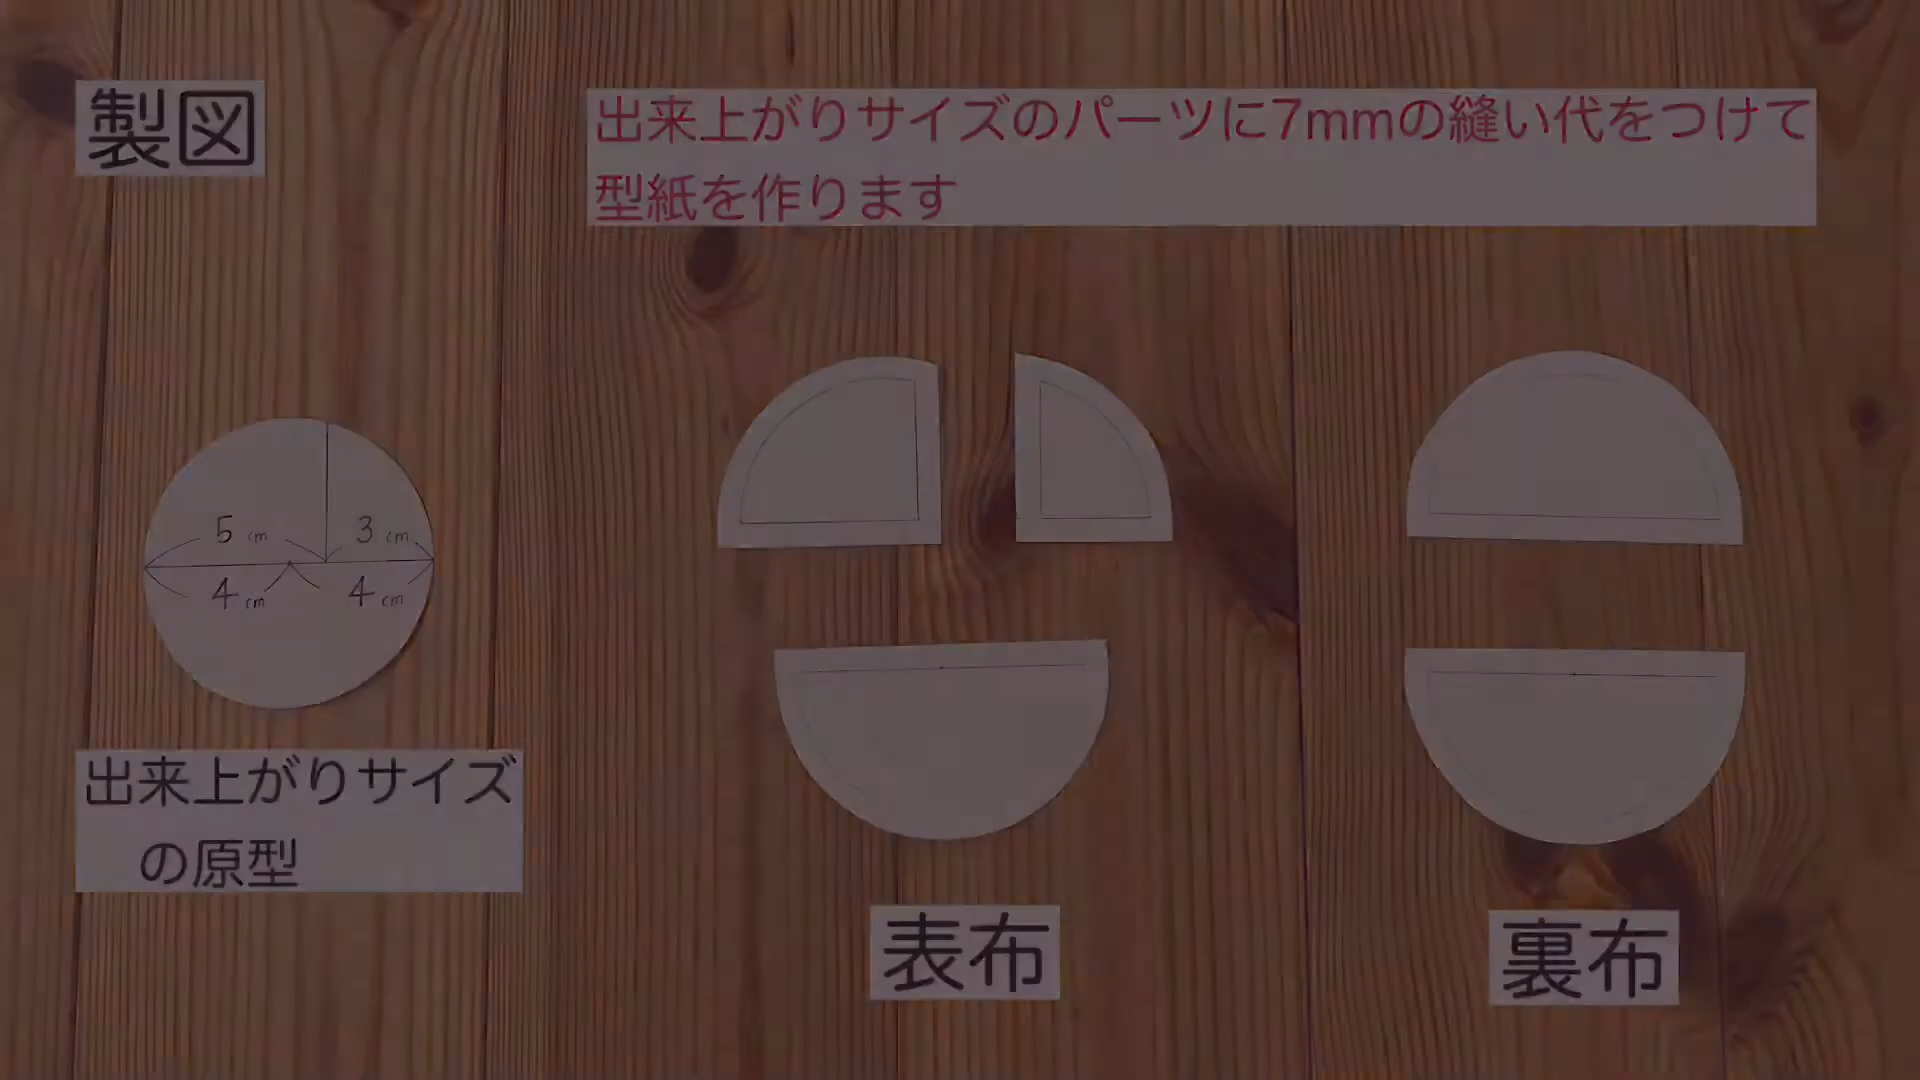 製図
出来上がりサイズのパーツに7mmの縫い代をつけて
型紙を作ります
5 cm
3 cm
4 cm
4 cm
出来上がりサイズ
の原型
表布
裏布